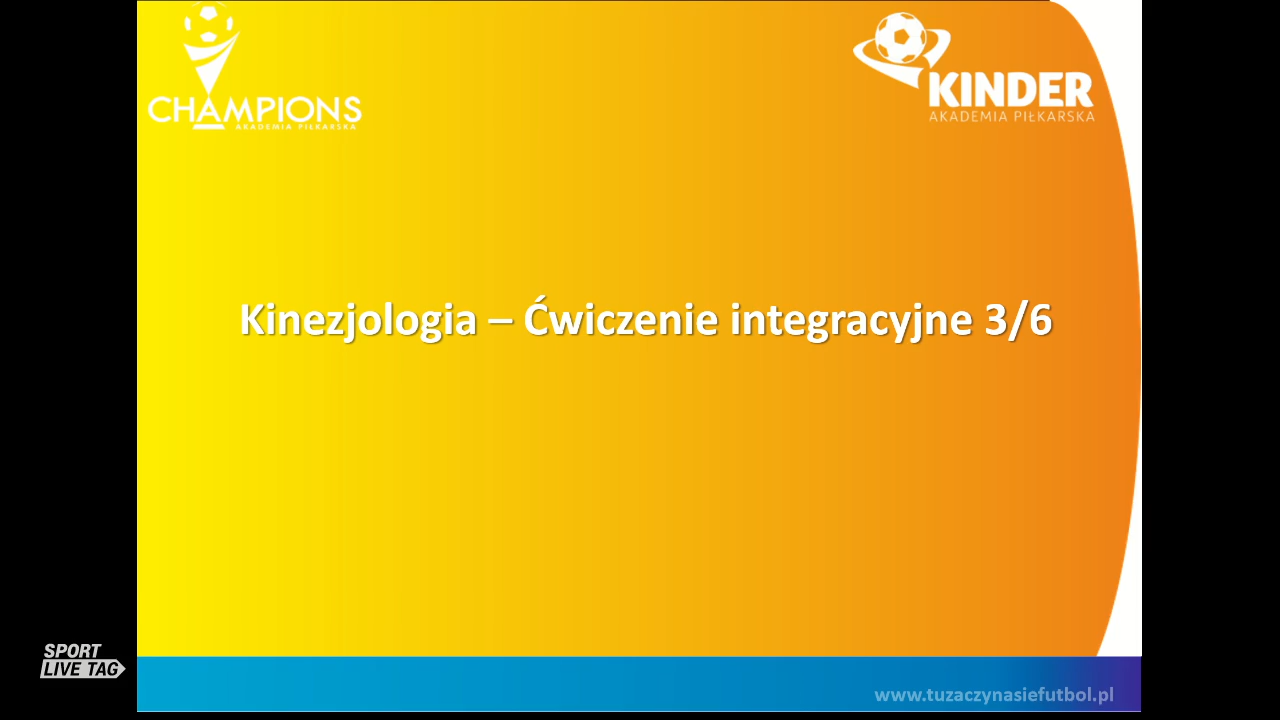 CHAMPIONS
AKADEMIA PIŁKARSKA
KINDER
AKADEMIA PIŁKARSKA
Kinezjologia – Ćwiczenie integracyjne 3/6
SPORT
LIVE TAG
www.tuzaczynasiefutbol.pl